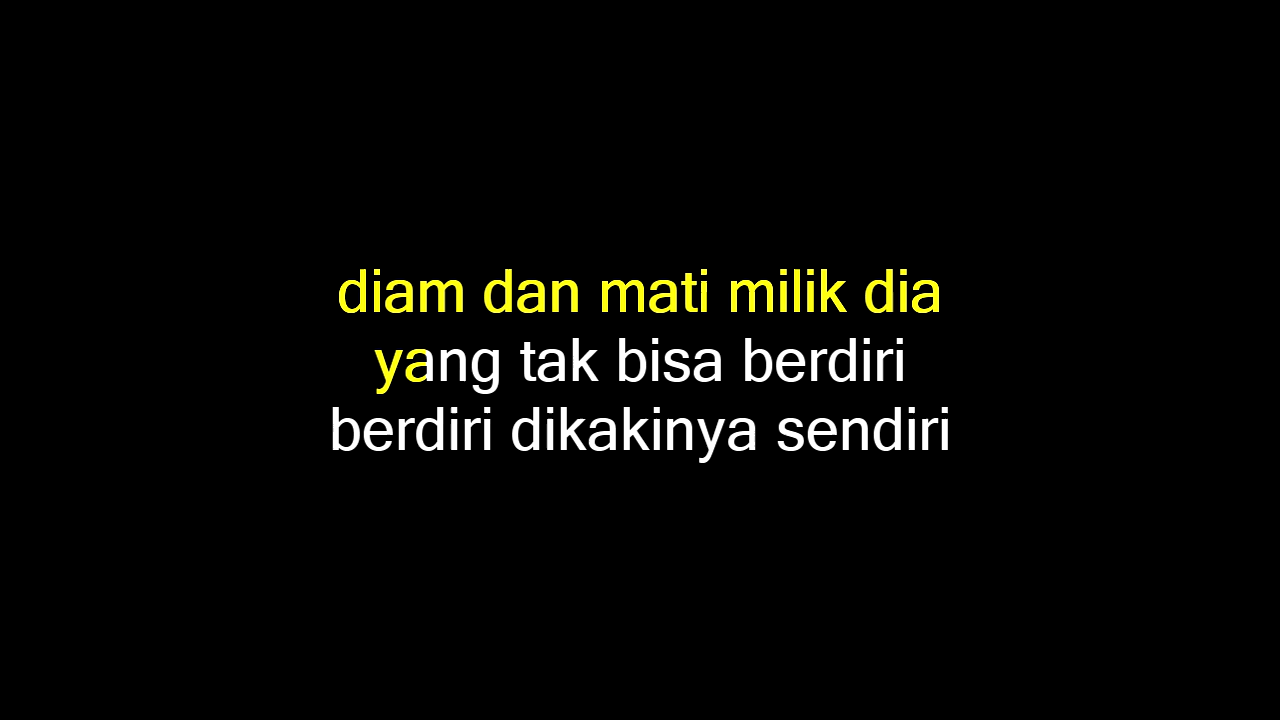 diam dan mati milik dia
yang tak bisa berdiri
berdiri dikakinya sendiri